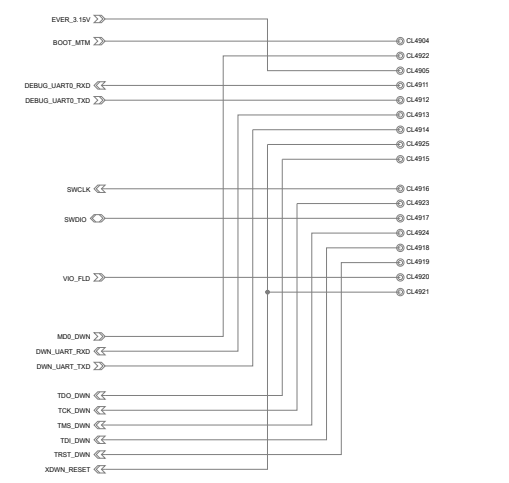 EVER_3.15V
BOOT_MTM
CL4904
CL4922
CL4905
DEBUG_UART0_RXD
CL4911
DEBUG_UART0_TXD
CL4912
CL4913
CL4914
CL4925
CL4915
SWCLK
CL4916
CL4923
SWDIO
CL4917
CL4924
CL4918
CL4919
VIO_FLD
CL4920
CL4921
MD0_DWN
DWN_UART_RXD
DWN_UART_TXD
TDO_DWN
TCK_DWN
TMS_DWN
TDI_DWN
TRST_DWN
XDWN_RESET